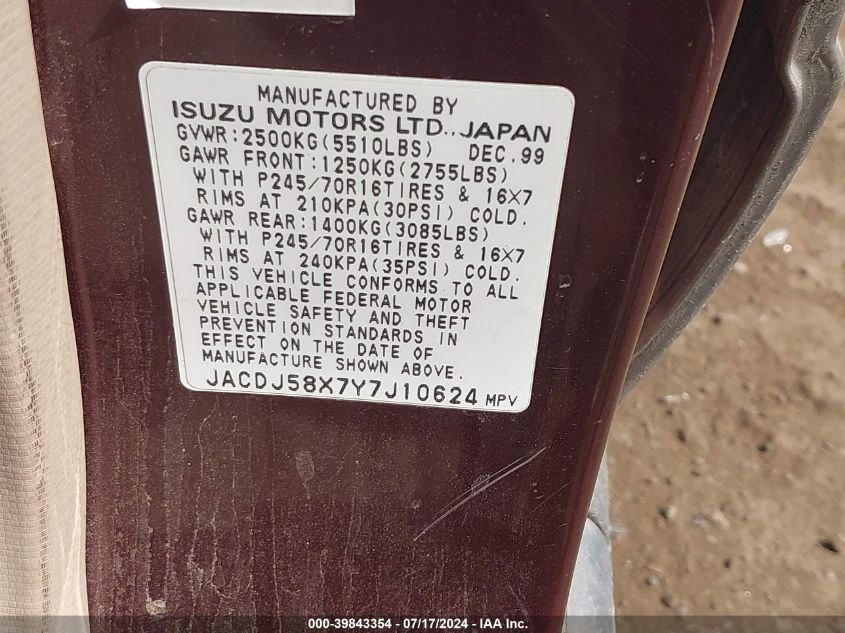 MANUFACTURED BY
ISUZU MOTORS LTD., JAPAN
GVWR:2500KG(5510LBS) DEC.99
GAWR FRONT:1250KG(2755LBS)
WITH P245/70R16TIRES & 16X7
RIMS AT 210KPA(30PSI) COLD.
GAWR REAR:1400KG(3085LBS)
WITH P245/70R16TIRES & 16X7
RIMS AT 240KPA(35PSI) COLD.
THIS VEHICLE CONFORMS TO ALL
APPLICABLE FEDERAL MOTOR
VEHICLE SAFETY AND THEFT
PREVENTION STANDARDS IN
EFFECT ON THE DATE OF
MANUFACTURE SHOWN ABOVE.
JACDJ58X7Y7J10624 MPV
000-39843354 - 07/17/2024 - IAA Inc.